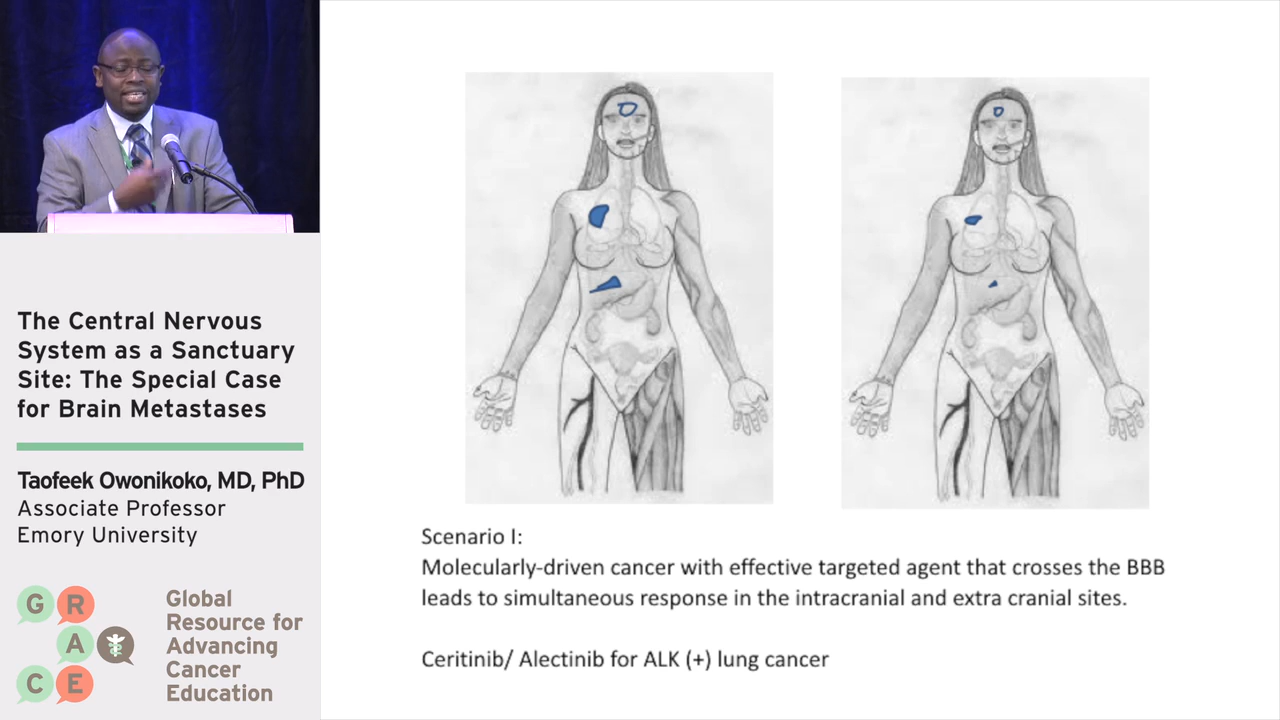 The Central Nervous
System as a Sanctuary
Site: The Special Case
for Brain Metastases
Taofeek Owonikoko, MD, PhD
Associate Professor
Emory University
G R
A
C E
Global
Resource for
Advancing
Cancer
Education
Scenario I:
Molecularly-driven cancer with effective targeted agent that crosses the BBB
leads to simultaneous response in the intracranial and extra cranial sites.
Ceritinib/ Alectinib for ALK (+) lung cancer